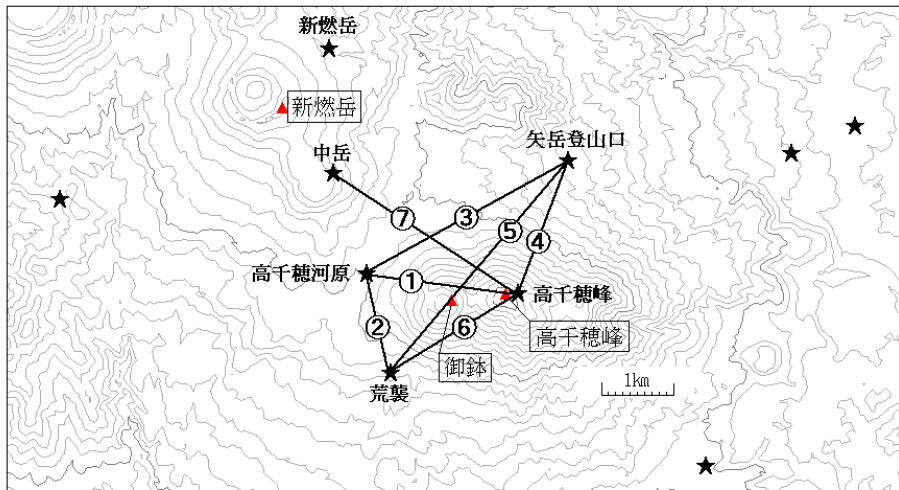 新燃岳
新燃岳
中岳
矢岳登山口
⑦
③
⑤
④
高千穂河原
①
高千穂峰
②
⑥
高千穂峰
御鉢
荒襲
1km